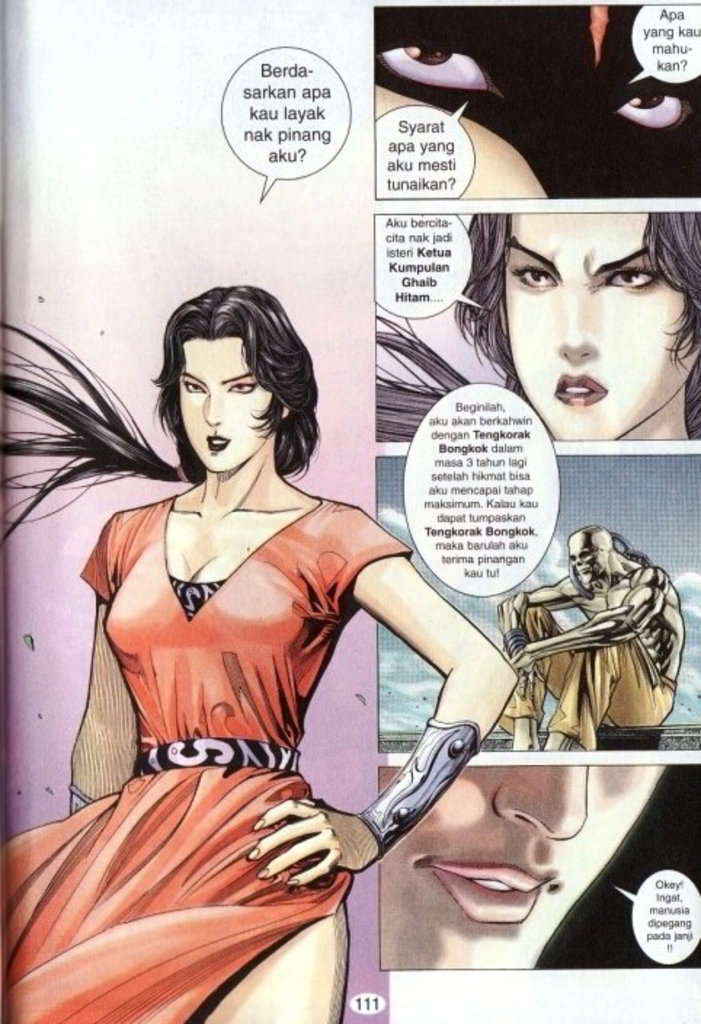 Berda-
sarkan apa
kau layak
nak pinang
aku?
Apa
yang kau
mahu-
kan?
Syarat
apa yang
aku mesti
tunaikan?
Aku bercita-
cita nak jadi
isteri Ketua
Kumpulan
Ghaib
Hitam....
Beginilah,
aku akan berkahwin
dengan Tengkorak
Bongkok dalam
masa 3 tahun lagi
setelah hikmat bisa
aku mencapai tahap
maksimum. Kalau kau
dapat tumpaskan
Tengkorak Bongkok,
maka barulah aku
terima pinangan
kau tu!
Okey!
Ingat,
manusia
dipegang
pada janji
!!
111